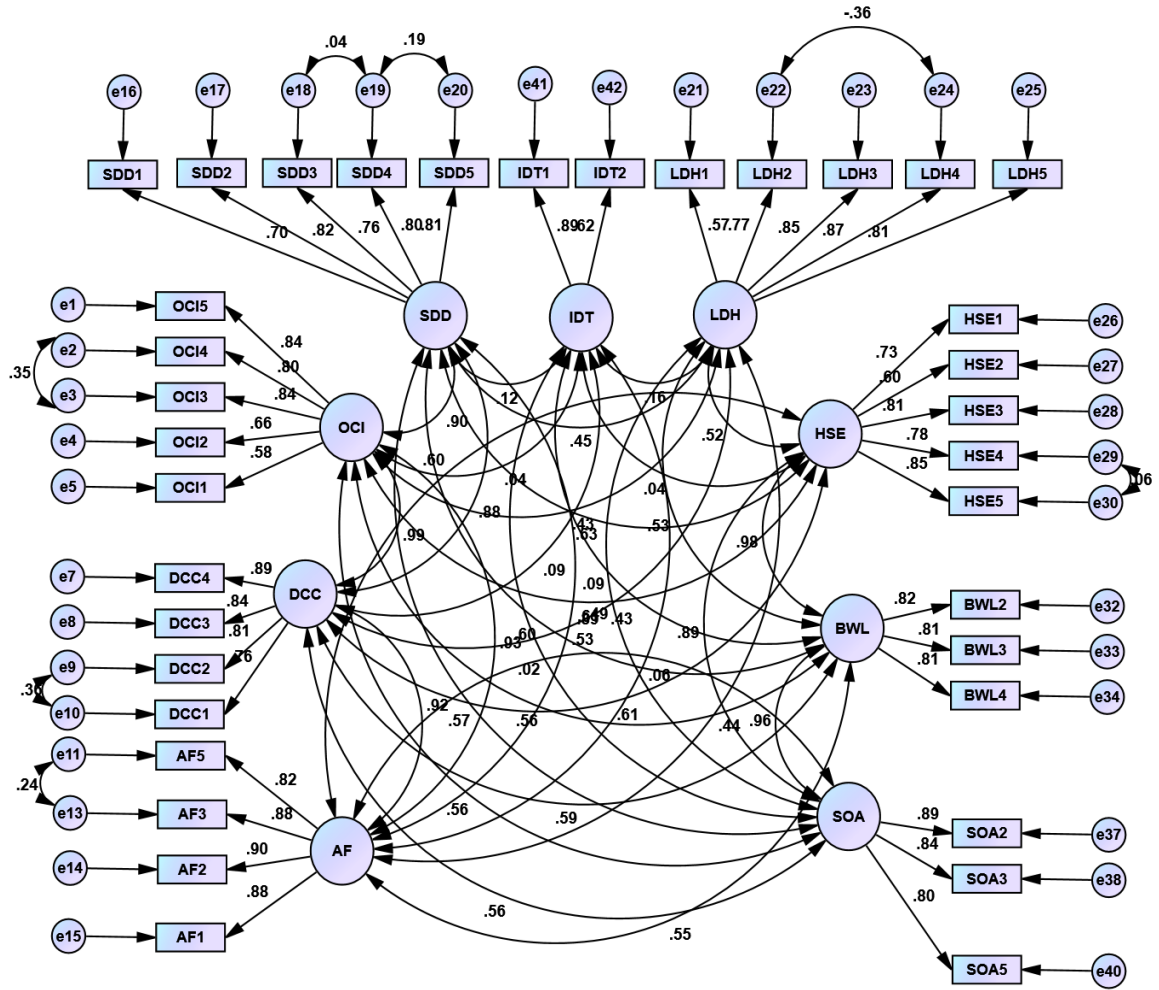 -.36
.04 .19
e16 e17 e18 e19 e20 e41 e42 e21 e22 e23 e24 e25
SDD1 SDD2 SDD3 SDD4 SDD5 IDT1 IDT2 LDH1 LDH2 LDH3 LDH4 LDH5
.70 .82 .76 .80 .81 .89 .62 .57 .77 .85 .87 .81
SDD IDT LDH
e1 OCI5 .84
e2 OCI4 .80
.35
e3 OCI3 .84
e4 OCI2 .66
e5 OCI1 .58
OCI
HSE1 e26 .73
HSE2 e27 .60
HSE3 e28 .81
HSE4 e29 .78
HSE5 e30 .85
HSE
.12 .16
.90 .45 .52
.60 .04 .04
.88 .43 .53
.99 .63 .98
.09 .09
e7 DCC4 .89
e8 DCC3 .84
e9 DCC2 .81
.36
e10 DCC1 .76
DCC
BWL
.82 BWL2 e32
.81 BWL3 e33
.81 BWL4 e34
.49 .43
.93 .60 .53 .89
.02 .06
.92 .57 .56 .61 .44 .96
e11 AF5 .82
.24
e13 AF3 .88
e14 AF2 .90
e15 AF1 .88
AF
SOA
.56 .59
.89 SOA2 e37
.84 SOA3 e38
.80 SOA5 e40
.56
.55